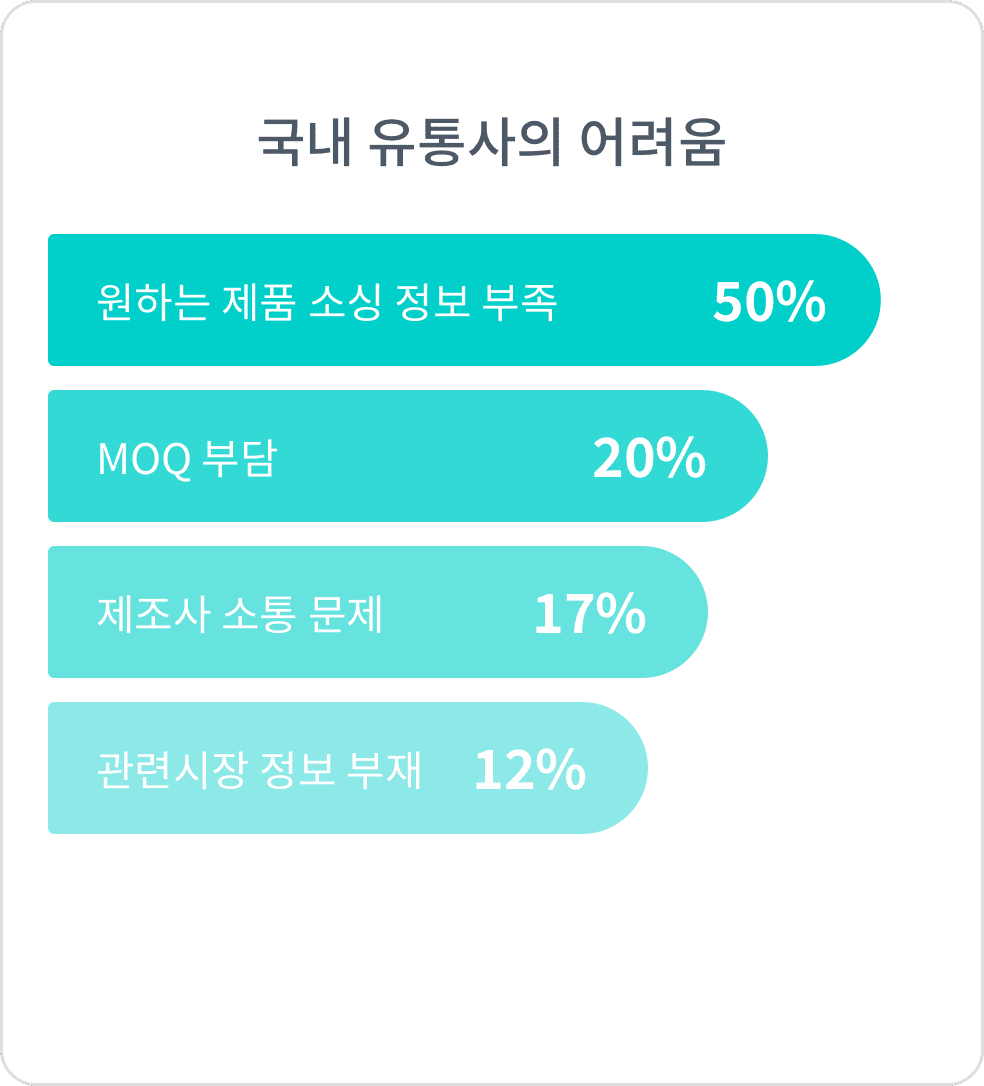 국내 유통사의 어려움
원하는 제품 소싱 정보 부족 50%
MOQ 부담 20%
제조사 소통 문제 17%
관련시장 정보 부재 12%